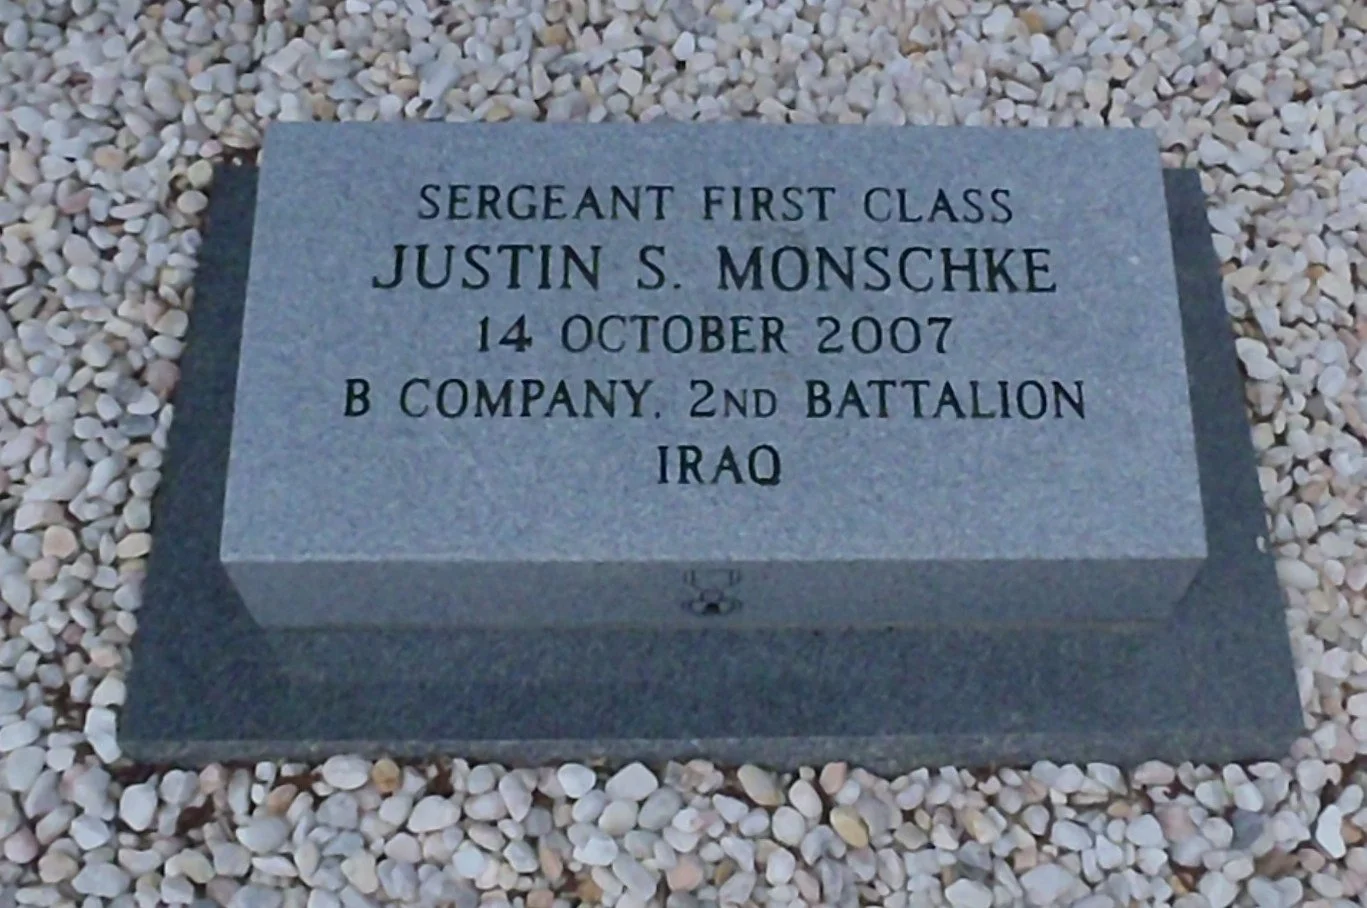 SERGEANT FIRST CLASS
JUSTIN S. MONSCHKE
14 OCTOBER 2007
B COMPANY, 2ND BATTALION
IRAQ